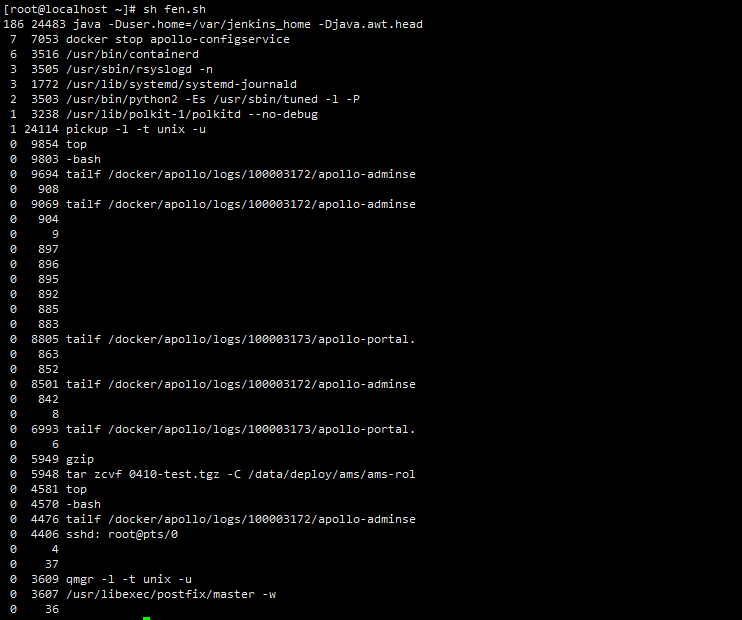 [root@localhost ~]# sh fen.sh
186 24483 java -Duser.home=/var/jenkins_home -Djava.awt.head
7 7053 docker stop apollo-configservice
6 3516 /usr/bin/containerd
3 3505 /usr/sbin/rsyslogd -n
3 1772 /usr/lib/systemd/systemd-journald
2 3503 /usr/bin/python2 -Es /usr/sbin/tuned -l -P
1 3238 /usr/lib/polkit-1/polkitd --no-debug
1 24114 pickup -l -t unix -u
0 9854 top
0 9803 -bash
0 9694 tailf /docker/apollo/logs/100003172/apollo-adminse
0 908
0 9069 tailf /docker/apollo/logs/100003172/apollo-adminse
0 904
0 9
0 897
0 896
0 895
0 892
0 885
0 883
0 8805 tailf /docker/apollo/logs/100003173/apollo-portal.
0 863
0 852
0 8501 tailf /docker/apollo/logs/100003172/apollo-adminse
0 842
0 8
0 6993 tailf /docker/apollo/logs/100003173/apollo-portal.
0 6
0 5949 gzip
0 5948 tar zcvf 0410-test.tgz -C /data/deploy/ams/ams-rol
0 4581 top
0 4570 -bash
0 4476 tailf /docker/apollo/logs/100003172/apollo-adminse
0 4406 sshd: root@pts/0
0 4
0 37
0 3609 qmgr -l -t unix -u
0 3607 /usr/libexec/postfix/master -w
0 36